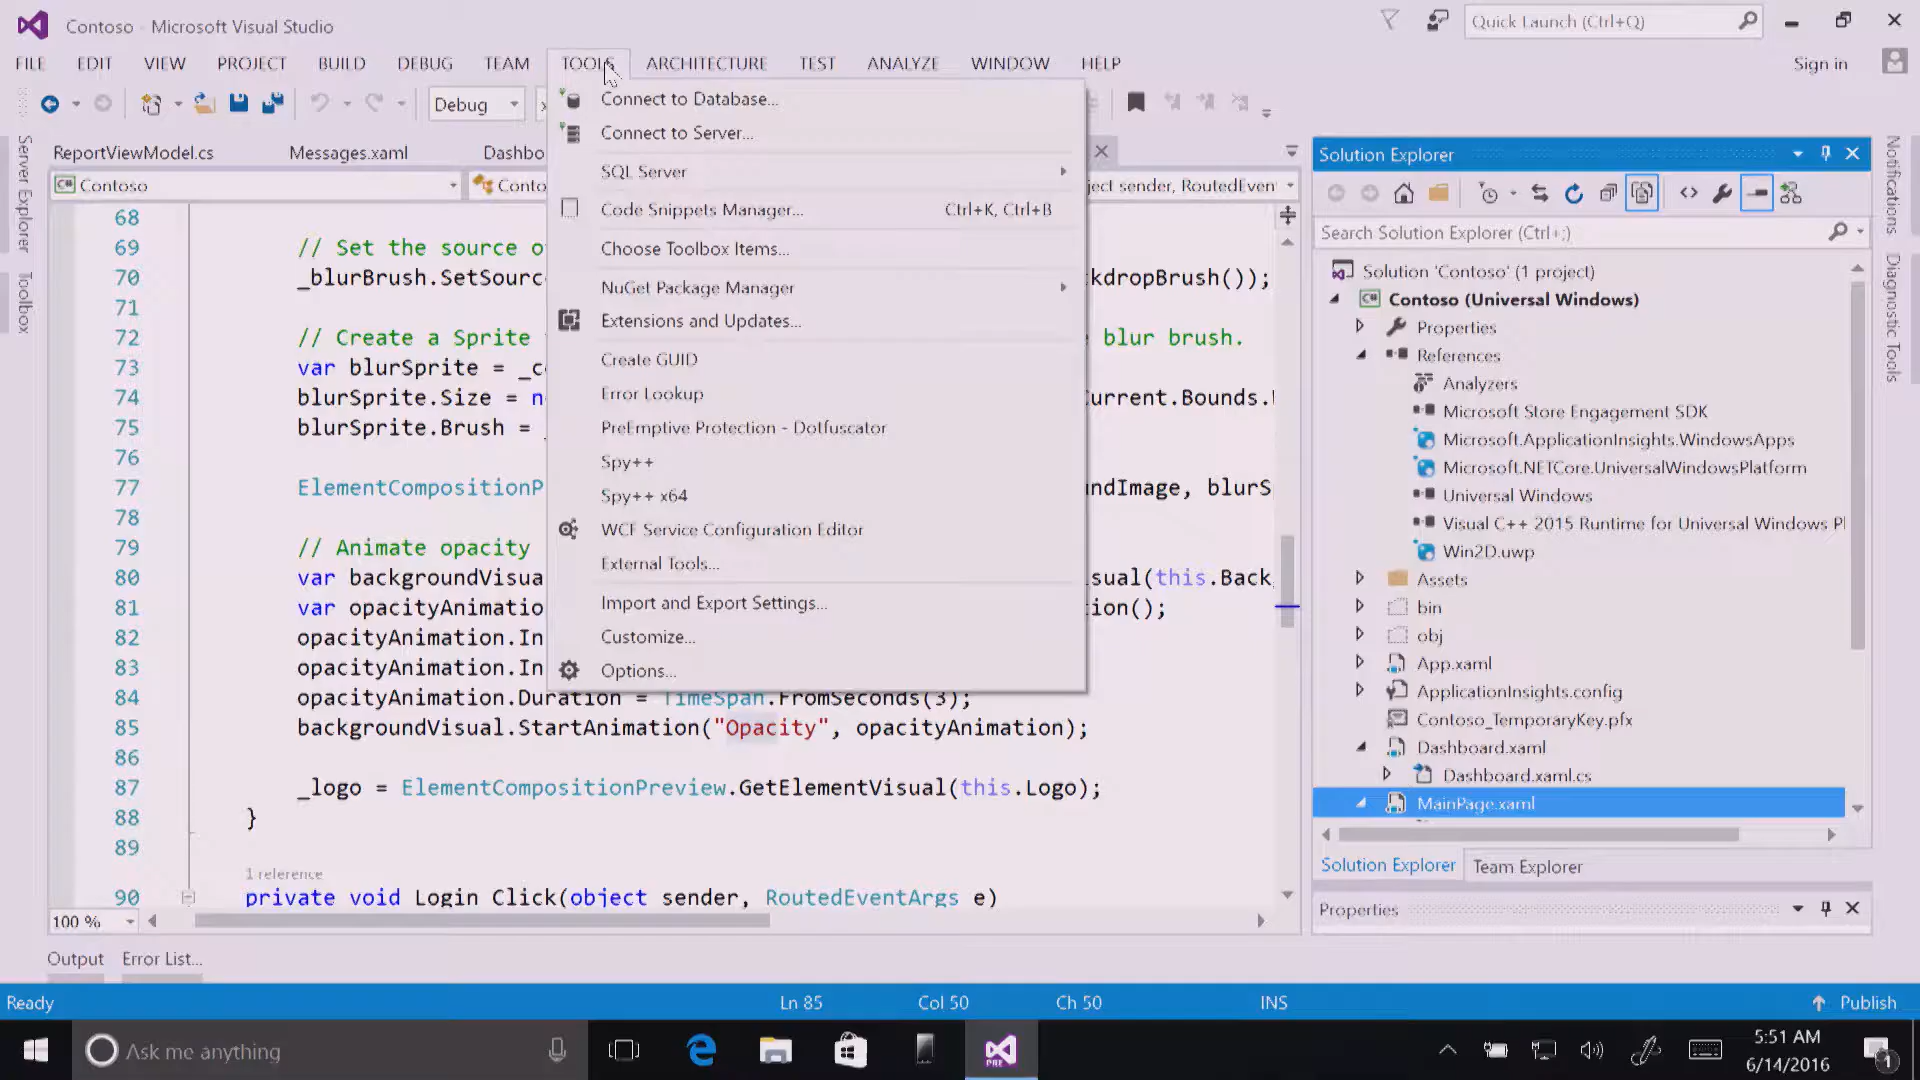 Contoso - Microsoft Visual Studio
Quick Launch (Ctrl+Q)
FILE EDIT VIEW PROJECT BUILD DEBUG TEAM TOOLS ARCHITECTURE TEST ANALYZE WINDOW HELP
Sign in
Debug
Server Explorer
Toolbox
ReportViewModel.cs Messages.xaml Dashbo
Contoso
Conto
ject sender, RoutedEven
Connect to Database...
Connect to Server...
SQL Server
Code Snippets Manager... Ctrl+K, Ctrl+B
Choose Toolbox Items...
NuGet Package Manager
Extensions and Updates...
Create GUID
Error Lookup
PreEmptive Protection - Dotfuscator
Spy++
Spy++ x64
WCF Service Configuration Editor
External Tools...
Import and Export Settings...
Customize...
Options...
68
69 // Set the source o
70 _blurBrush.SetSourc kdropBrush());
71
72 // Create a Sprite blur brush.
73 var blurSprite = _c
74 blurSprite.Size = n urrent.Bounds.
75 blurSprite.Brush =
76
77 ElementCompositionP undImage, blurS
78
79 // Animate opacity
80 var backgroundVisua sual(this.Back
81 var opacityAnimatio ion();
82 opacityAnimation.In
83 opacityAnimation.In
84 opacityAnimation.Duration = TimeSpan.FromSeconds(3);
85 backgroundVisual.StartAnimation("Opacity", opacityAnimation);
86
87 _logo = ElementCompositionPreview.GetElementVisual(this.Logo);
88 }
89
1 reference
90 private void Login_Click(object sender, RoutedEventArgs e)
100 %
Output Error List...
Solution Explorer
Search Solution Explorer (Ctrl+;)
Solution 'Contoso' (1 project)
C# Contoso (Universal Windows)
Properties
References
Analyzers
Microsoft Store Engagement SDK
Microsoft.ApplicationInsights.WindowsApps
Microsoft.NETCore.UniversalWindowsPlatform
Universal Windows
Visual C++ 2015 Runtime for Universal Windows Pl
Win2D.uwp
Assets
bin
obj
App.xaml
ApplicationInsights.config
Contoso_TemporaryKey.pfx
Dashboard.xaml
Dashboard.xaml.cs
MainPage.xaml
Solution Explorer Team Explorer
Properties
Notifications
Diagnostic Tools
Ready Ln 85 Col 50 Ch 50 INS Publish
Ask me anything
PRE
5:51 AM
6/14/2016
1